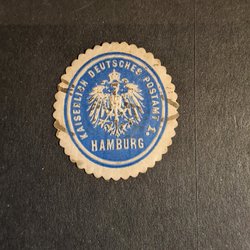 KAISERLICH DEUTSCHES POSTAMT 1.
HAMBURG